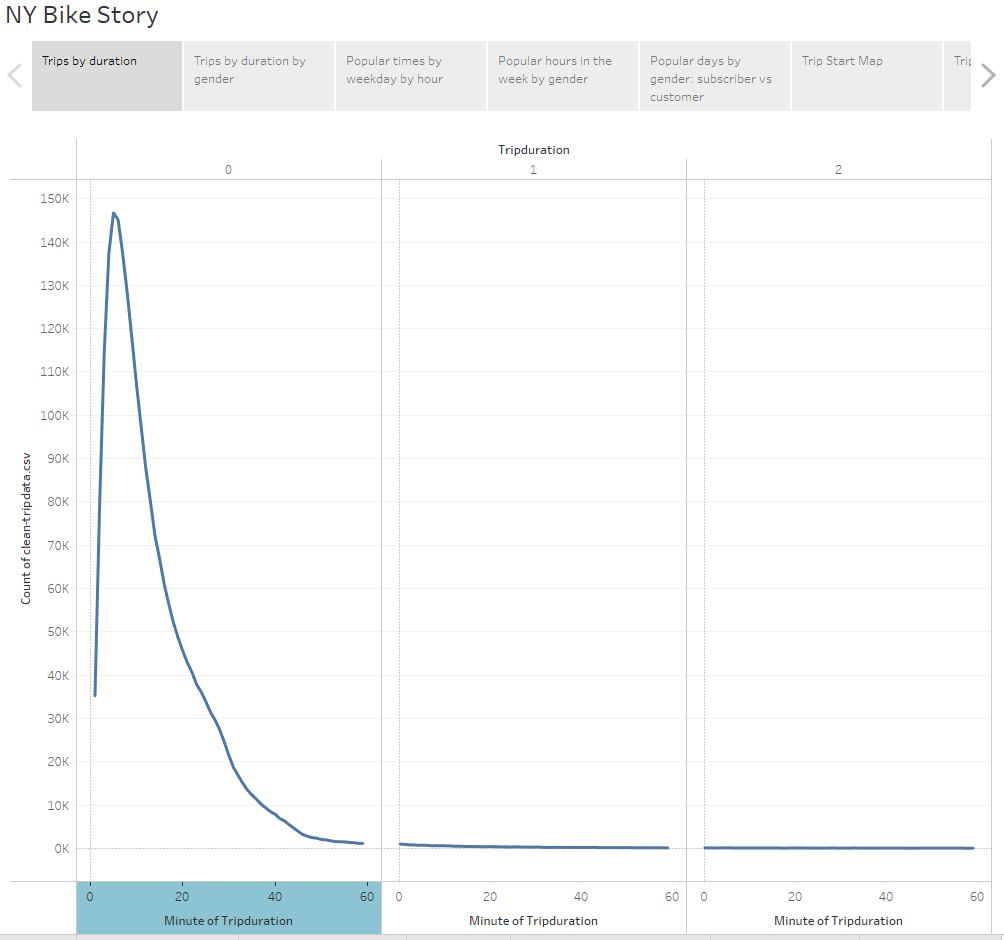 NY Bike Story
Trips by duration
Trips by duration by
gender
Popular times by
weekday by hour
Popular hours in the
week by gender
Popular days by
gender: subscriber vs
customer
Trip Start Map
Trip
Tripduration
0 1 2
150K
140K
130K
120K
110K
100K
90K
80K
70K
60K
50K
40K
30K
20K
10K
0K
Count of clean-tripdata.csv
0 20 40 60 0 20 40 60 0 20 40 60
Minute of Tripduration Minute of Tripduration Minute of Tripduration